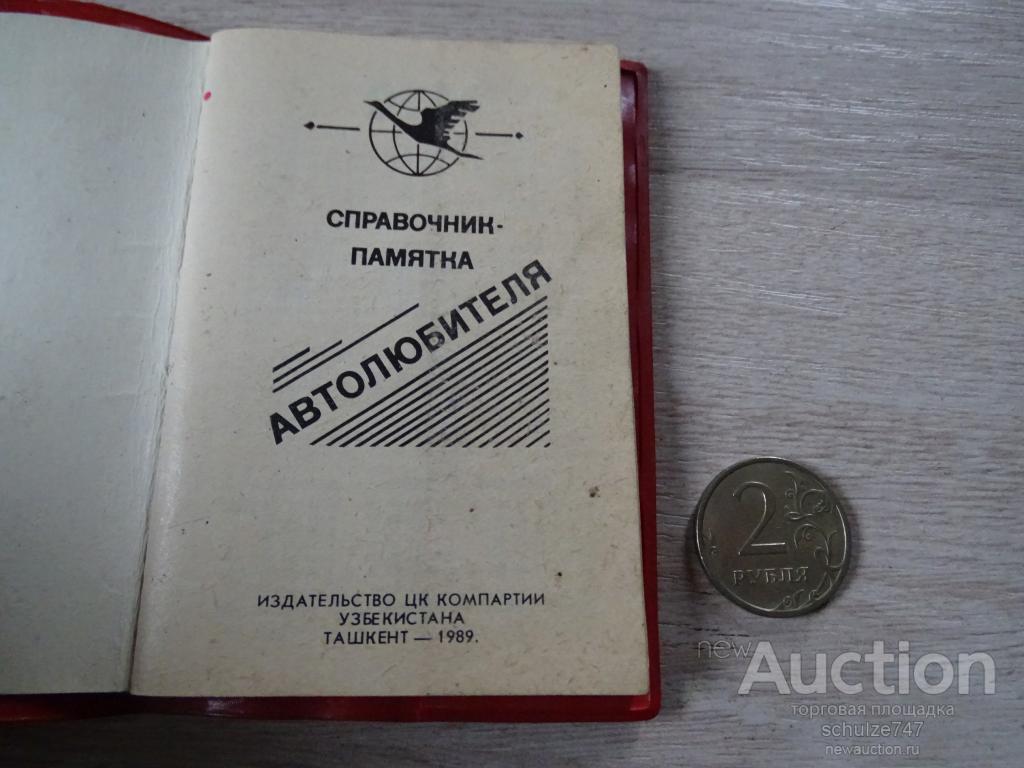 СПРАВОЧНИК-
ПАМЯТКА
АВТОЛЮБИТЕЛЯ
ИЗДАТЕЛЬСТВО ЦК КОМПАРТИИ
УЗБЕКИСТАНА
ТАШКЕНТ — 1989.
2
РУБЛЯ
newAuction
торговая площадка
schulze747
newauction.ru